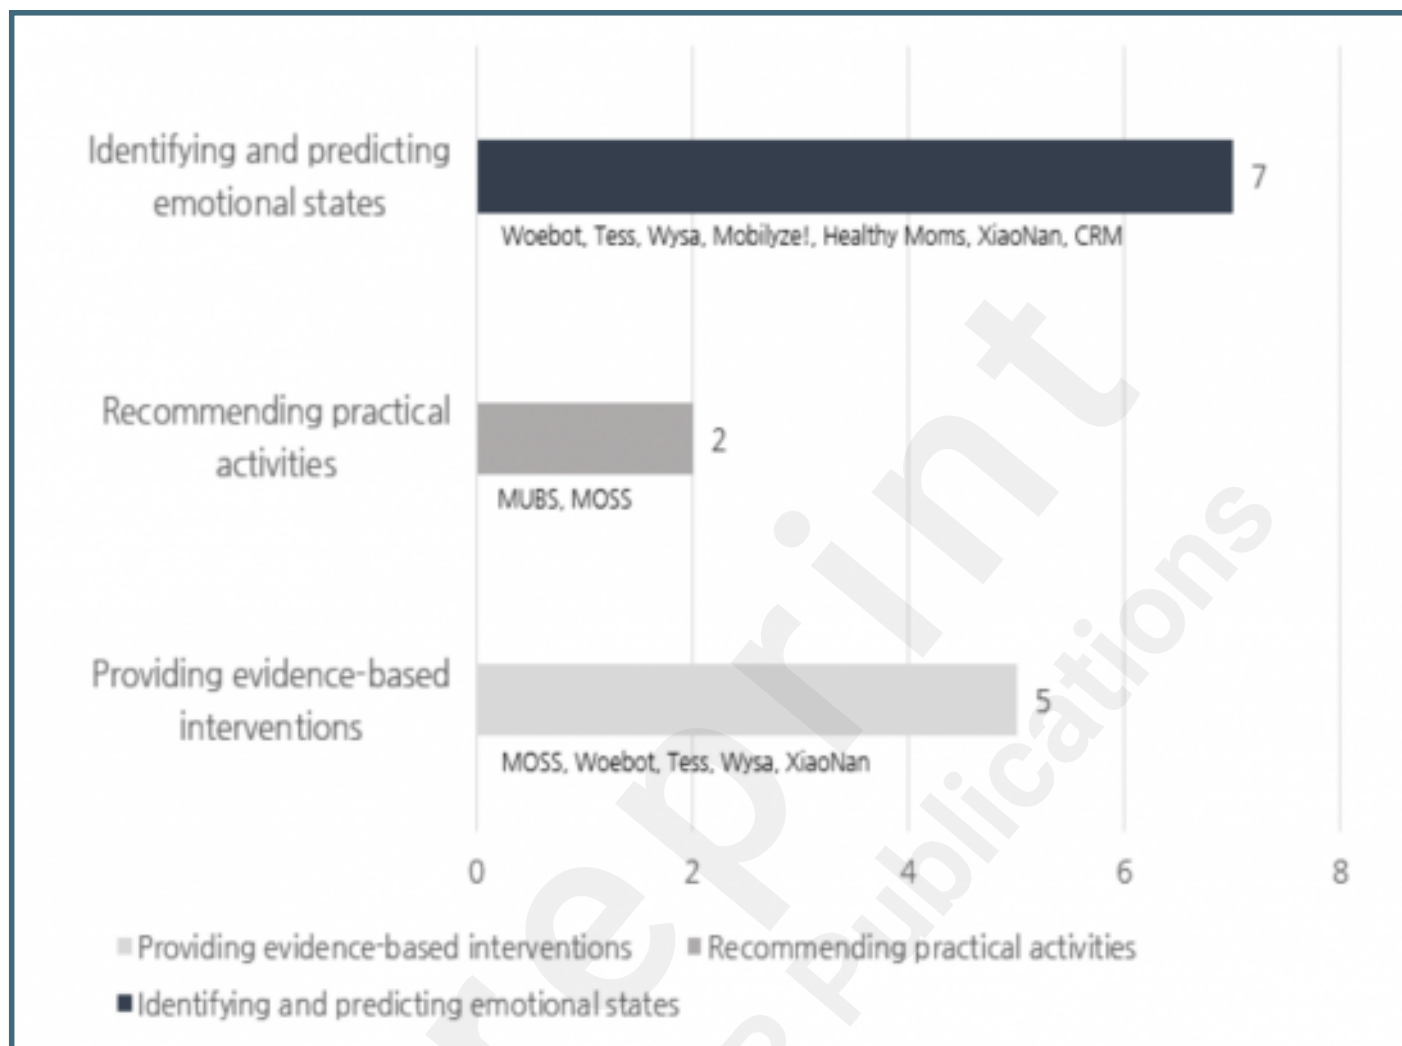 Identifying and predicting
emotional states
7
Woebot, Tess, Wysa, Mobilyze!, Healthy Moms, XiaoNan, CRM
Recommending practical
activities
2
MUBS, MOSS
Providing evidence-based
interventions
5
MOSS, Woebot, Tess, Wysa, XiaoNan
0 2 4 6 8
Providing evidence-based interventions Recommending practical activities
Identifying and predicting emotional states
reprint
Publications